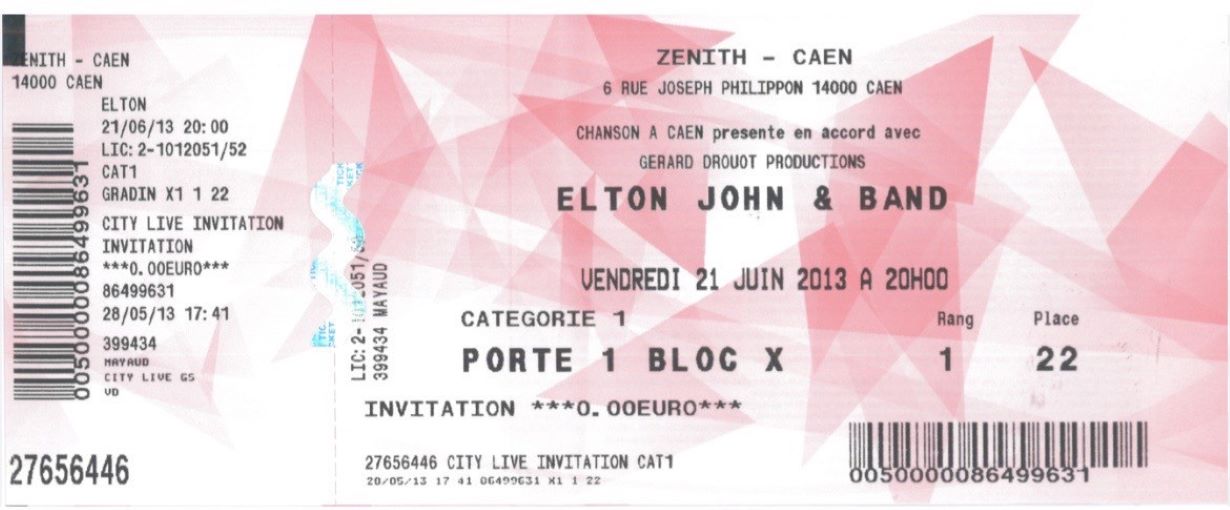 ZENITH - CAEN
14000 CAEN
ELTON
21/06/13 20:00
LIC: 2-1012051/52
CAT1
GRADIN X1 1 22
CITY LIVE INVITATION
INVITATION
***0.00EURO***
86499631
28/05/13 17:41
399434
MAYAUD
CITY LIVE GS
VD
0050000086499631
27656446
399434 MAYAUD
ZENITH - CAEN
6 RUE JOSEPH PHILIPPON 14000 CAEN
CHANSON A CAEN presente en accord avec
GERARD DROUOT PRODUCTIONS
ELTON JOHN & BAND
VENDREDI 21 JUIN 2013 A 20H00
CATEGORIE 1 Rang Place
PORTE 1 BLOC X 1 22
INVITATION ***0.00EURO***
27656446 CITY LIVE INVITATION CAT1
28/05/13 17 41 86499631 X1 1 22
0050000086499631